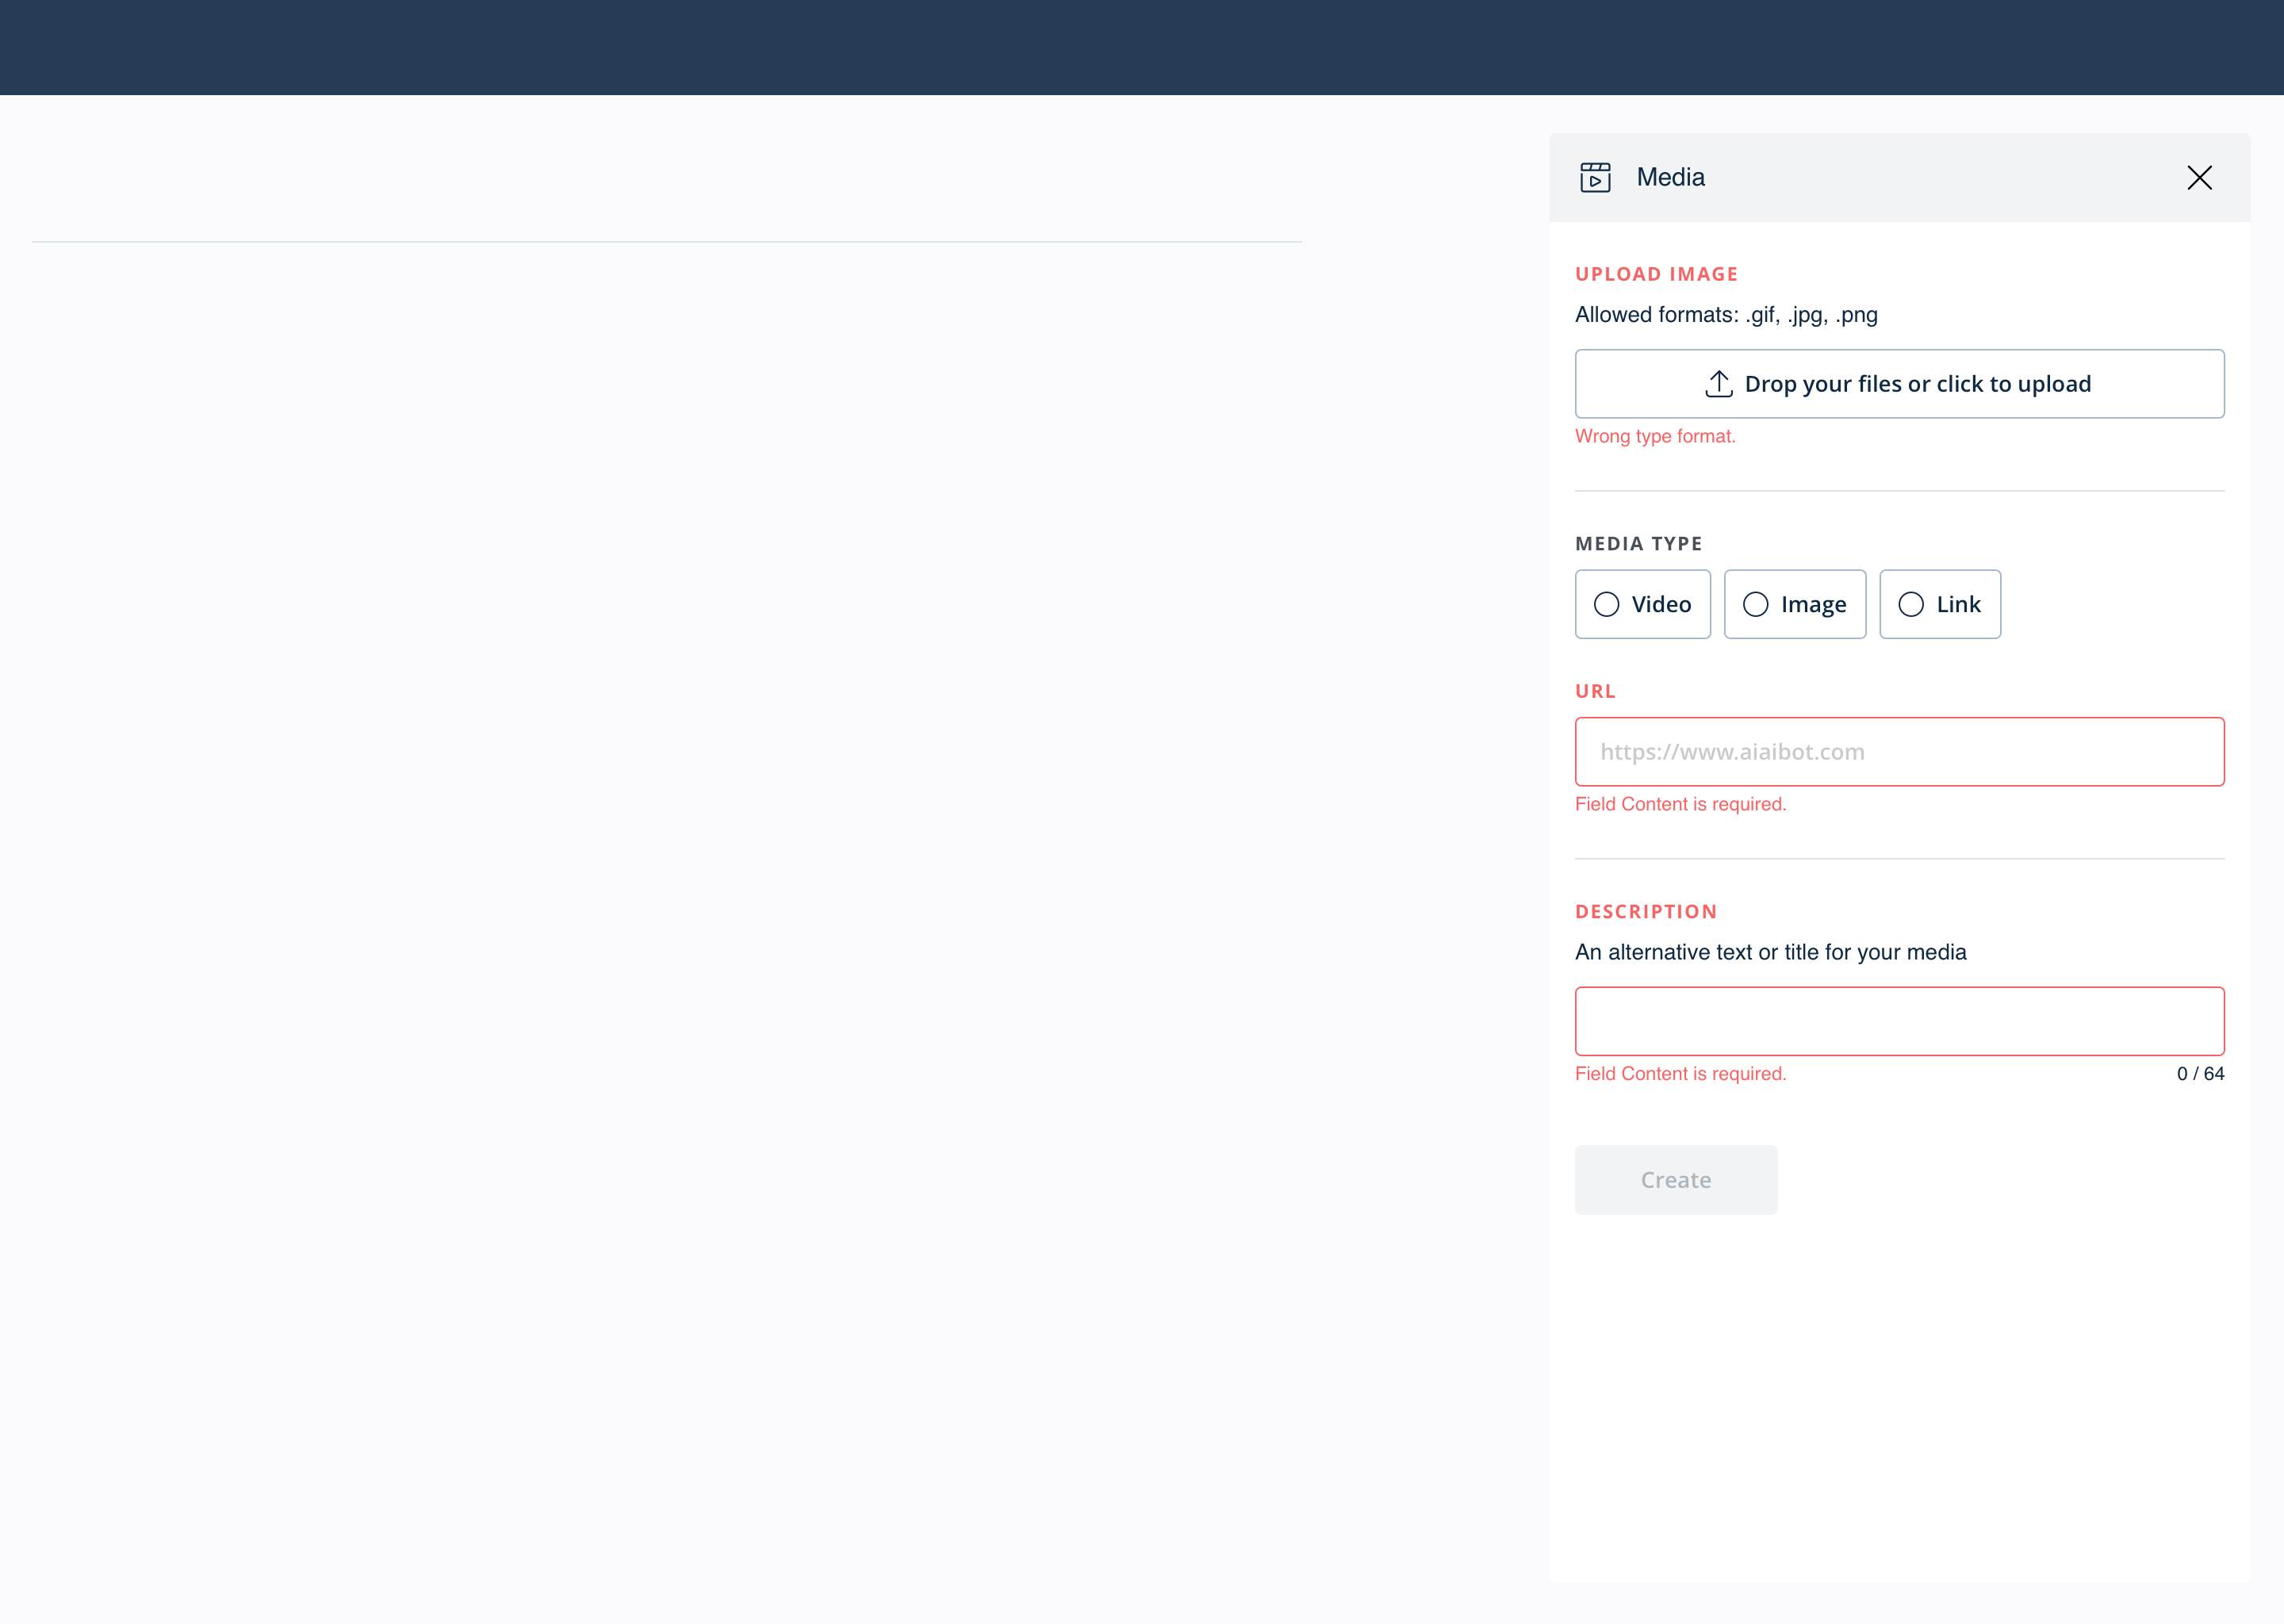 Media
UPLOAD IMAGE
Allowed formats: .gif, .jpg, .png
Drop your files or click to upload
Wrong type format.
MEDIA TYPE
Video Image Link
URL
https://www.aiaibot.com
Field Content is required.
DESCRIPTION
An alternative text or title for your media
Field Content is required. 0 / 64
Create